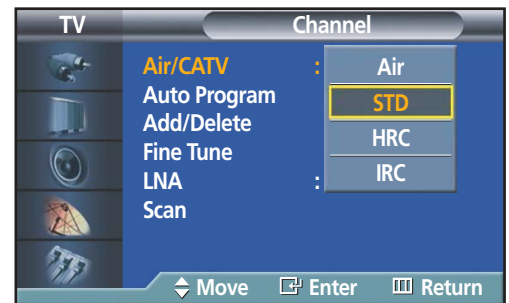 TV Channel
Air/CATV : Air
Auto Program STD
Add/Delete HRC
Fine Tune IRC
LNA :
Scan
Move Enter Return